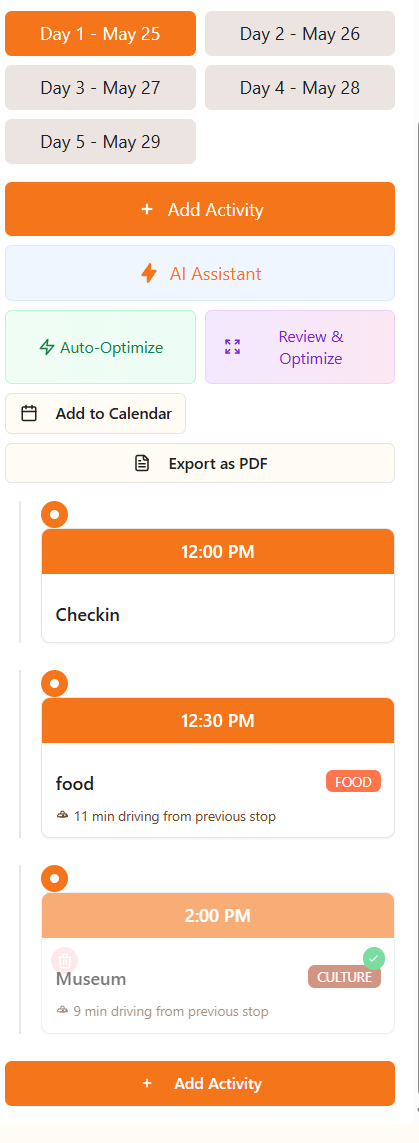 Day 1 - May 25
Day 2 - May 26
Day 3 - May 27
Day 4 - May 28
Day 5 - May 29
+ Add Activity
AI Assistant
Auto-Optimize
Review &
Optimize
Add to Calendar
Export as PDF
12:00 PM
Checkin
12:30 PM
food
FOOD
11 min driving from previous stop
2:00 PM
Museum
CULTURE
9 min driving from previous stop
+ Add Activity